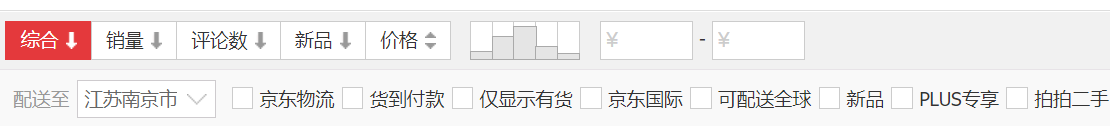 综合 销量 评论数 新品 价格 ¥ - ¥
配送至 江苏南京市 京东物流 货到付款 仅显示有货 京东国际 可配送全球 新品 PLUS专享 拍拍二手